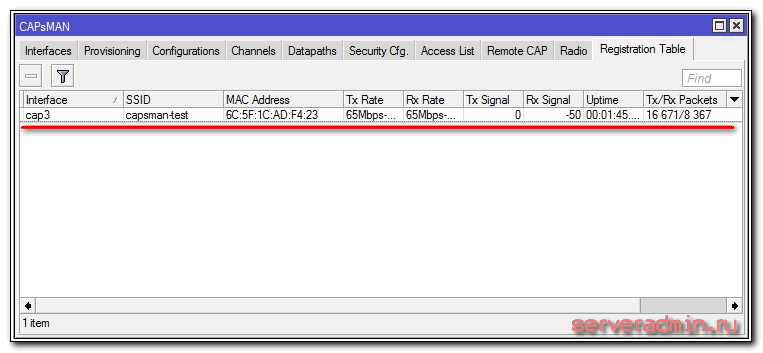 CAPsMAN
Interfaces Provisioning Configurations Channels Datapaths Security Cfg. Access List Remote CAP Radio Registration Table
Find
Interface SSID MAC Address Tx Rate Rx Rate Tx Signal Rx Signal Uptime Tx/Rx Packets
cap3 capsman-test 6C:5F:1C:AD:F4:23 65Mbps-... 65Mbps-... 0 -50 00:01:45.... 16 671/8 367
1 item
serveradmin.ru